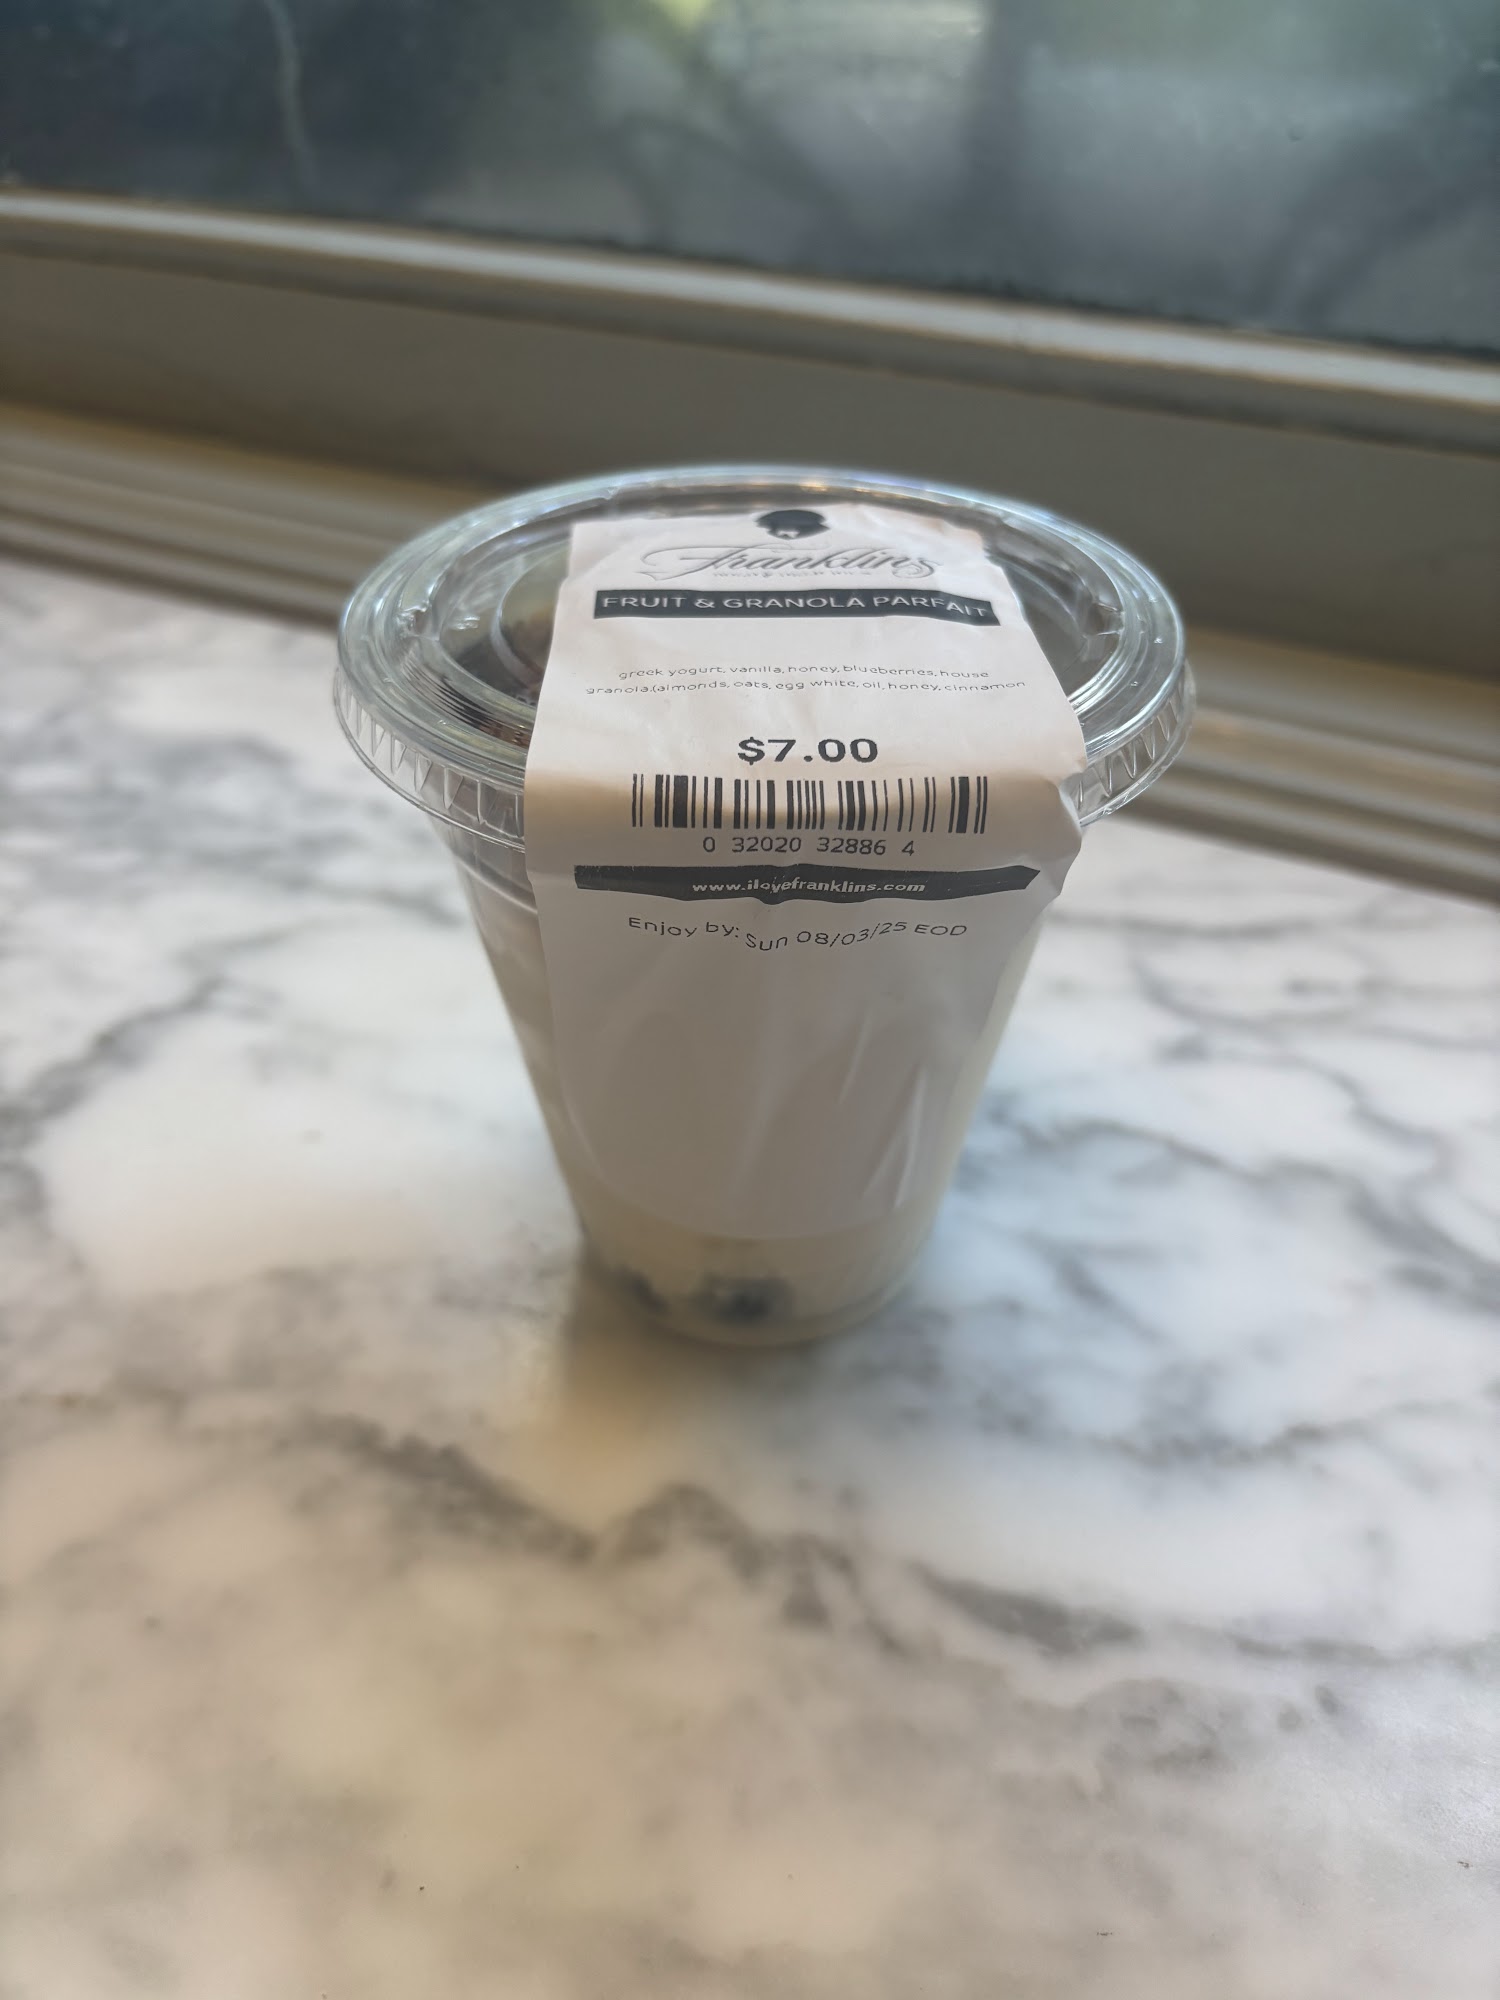 Franklins
FRUIT & GRANOLA PARFAIT
greek yogurt, vanilla, honey, blueberries, house
granola,(almonds, oats, egg white, oil, honey, cinnamon
$7.00
0 32020 32886 4
www.ilovefranklins.com
Enjoy by: Sun 08/03/25 EOD